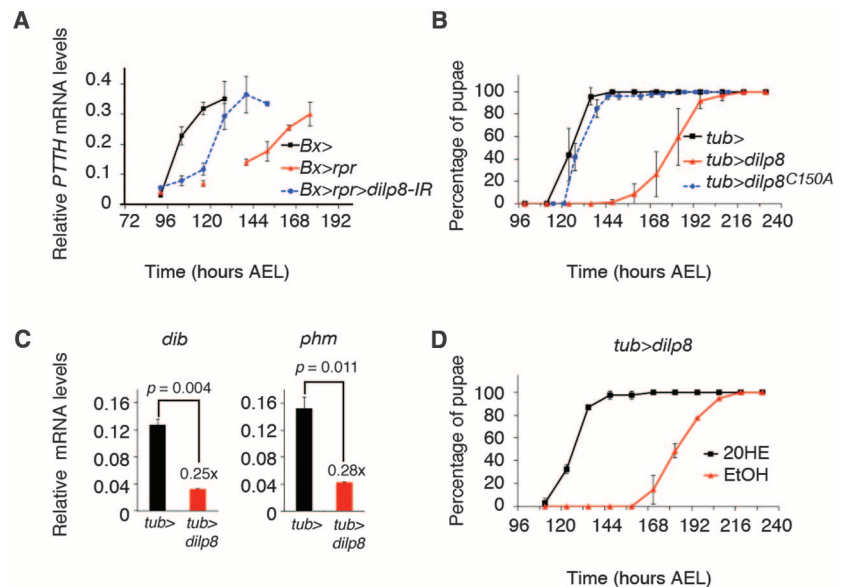 A
Relative PTTH mRNA levels
0.4
0.3
0.2
0.1
0
Bx>
Bx>rpr
Bx>rpr>dilp8-IR
72 96 120 144 168 192
Time (hours AEL)
B
Percentage of pupae
100
80
60
40
20
0
tub>
tub>dilp8
tub>dilp8C150A
96 120 144 168 192 216 240
Time (hours AEL)
C
Relative mRNA levels
dib
p = 0.004
0.16
0.12
0.08
0.04
0
0.25x
tub> tub>
dilp8
phm
p = 0.011
0.16
0.12
0.08
0.04
0
0.28x
tub> tub>
dilp8
D
tub>dilp8
Percentage of pupae
100
80
60
40
20
0
20HE
EtOH
96 120 144 168 192 216 240
Time (hours AEL)